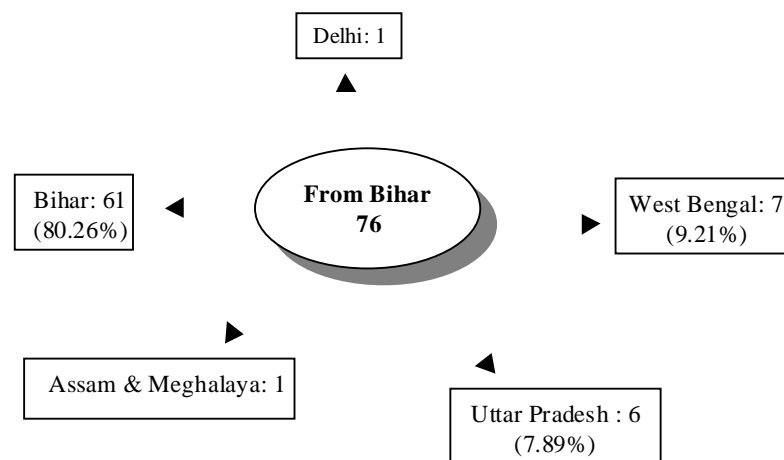 Delhi: 1
Bihar: 61
(80.26%)
From Bihar
76
West Bengal: 7
(9.21%)
Assam & Meghalaya: 1
Uttar Pradesh : 6
(7.89%)